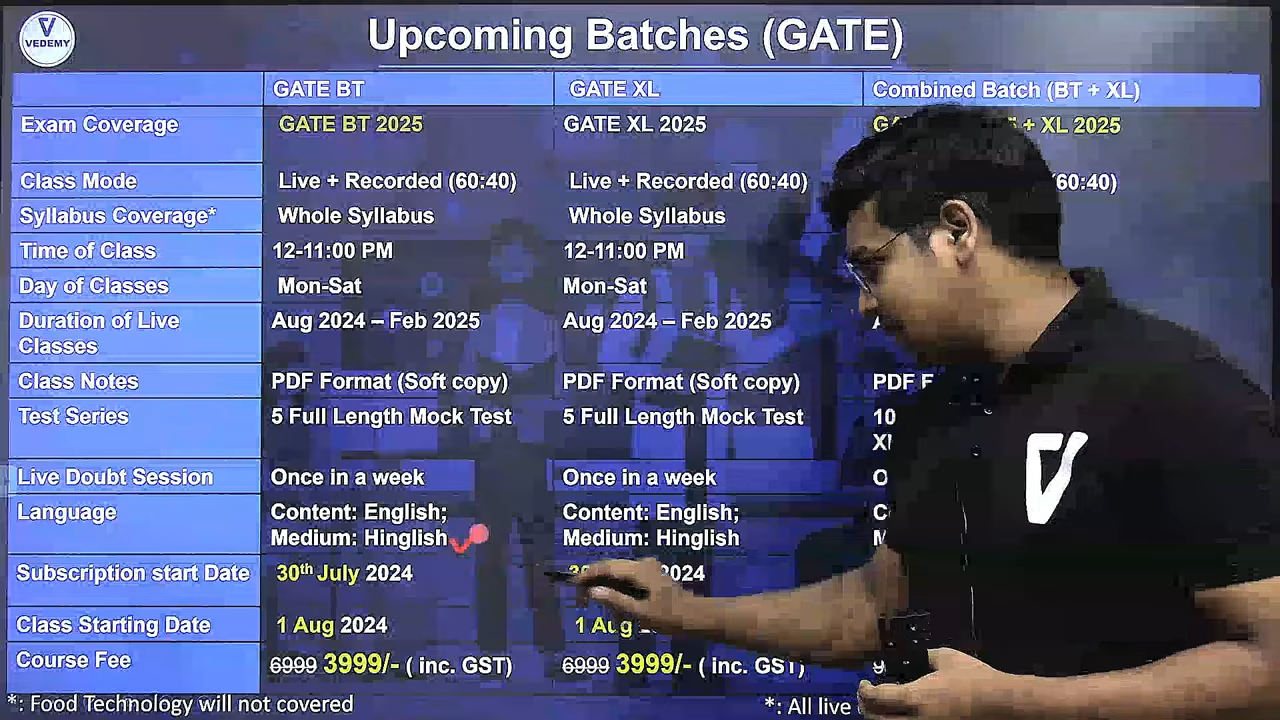 VEDEMY
Upcoming Batches (GATE)
GATE BT GATE XL Combined Batch (BT + XL)
Exam Coverage GATE BT 2025 GATE XL 2025 + XL 2025
Class Mode Live + Recorded (60:40) Live + Recorded (60:40) 60:40)
Syllabus Coverage* Whole Syllabus Whole Syllabus
Time of Class 12-11:00 PM 12-11:00 PM
Day of Classes Mon-Sat Mon-Sat
Duration of Live Aug 2024 – Feb 2025 Aug 2024 – Feb 2025
Classes
Class Notes PDF Format (Soft copy) PDF Format (Soft copy) PDF F
Test Series 5 Full Length Mock Test 5 Full Length Mock Test 10
Live Doubt Session Once in a week Once in a week
Language Content: English; Content: English;
Medium: Hinglish Medium: Hinglish
Subscription start Date 30th July 2024 2024
Class Starting Date 1 Aug 2024 1 Aug
Course Fee 6999 3999/- ( inc. GST) 6999 3999/- ( inc. GST)
*: Food Technology will not covered *: All live